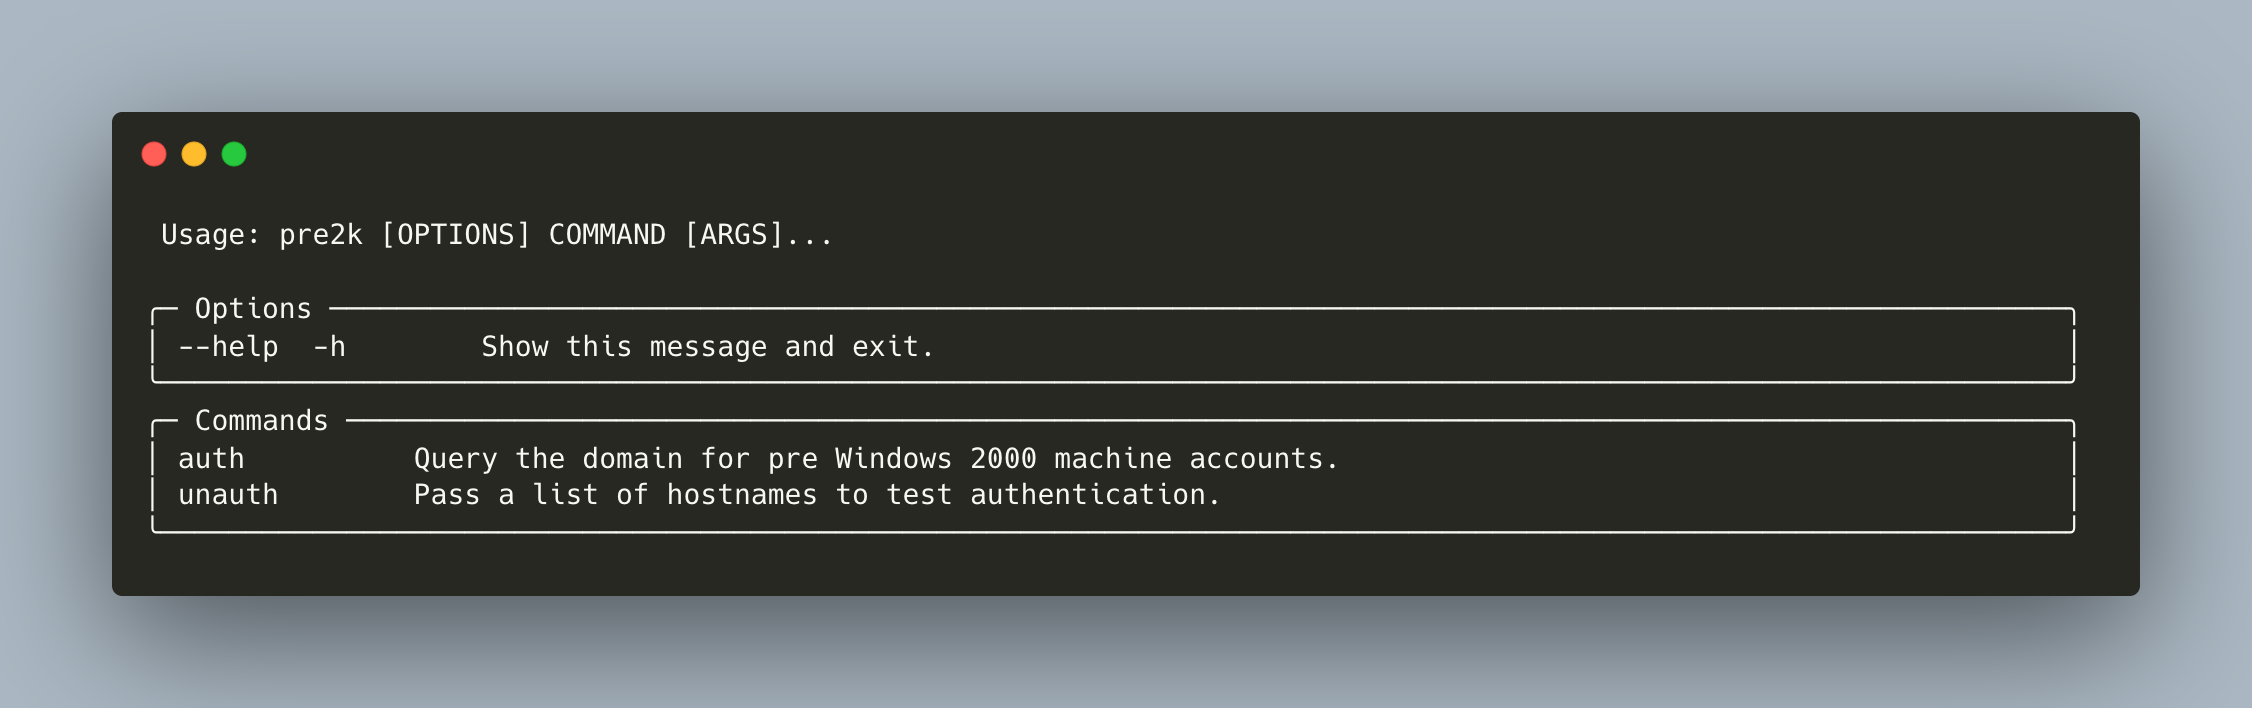 Usage: pre2k [OPTIONS] COMMAND [ARGS]...
Options
--help  -h        Show this message and exit.
Commands
auth          Query the domain for pre Windows 2000 machine accounts.
unauth        Pass a list of hostnames to test authentication.